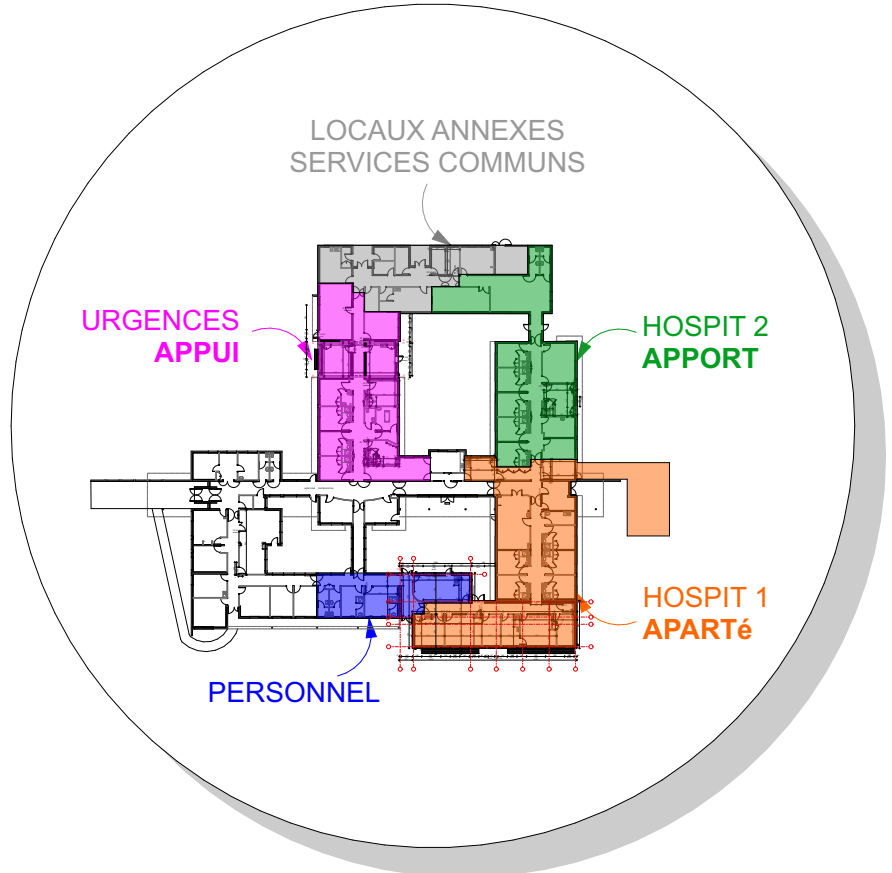 LOCAUX ANNEXES
SERVICES COMMUNS
URGENCES
APPUI
HOSPIT 2
APPORT
HOSPIT 1
APARTé
PERSONNEL